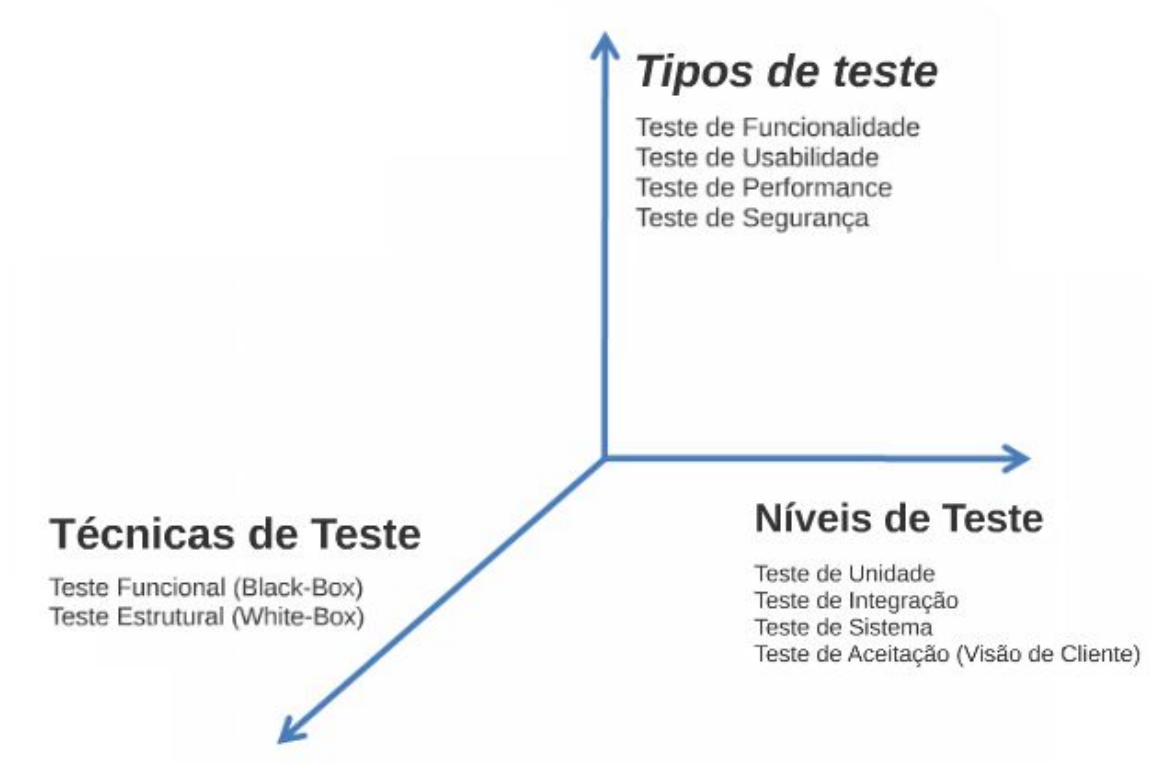 Tipos de teste
Teste de Funcionalidade
Teste de Usabilidade
Teste de Performance
Teste de Segurança
Técnicas de Teste
Teste Funcional (Black-Box)
Teste Estrutural (White-Box)
Níveis de Teste
Teste de Unidade
Teste de Integração
Teste de Sistema
Teste de Aceitação (Visão de Cliente)